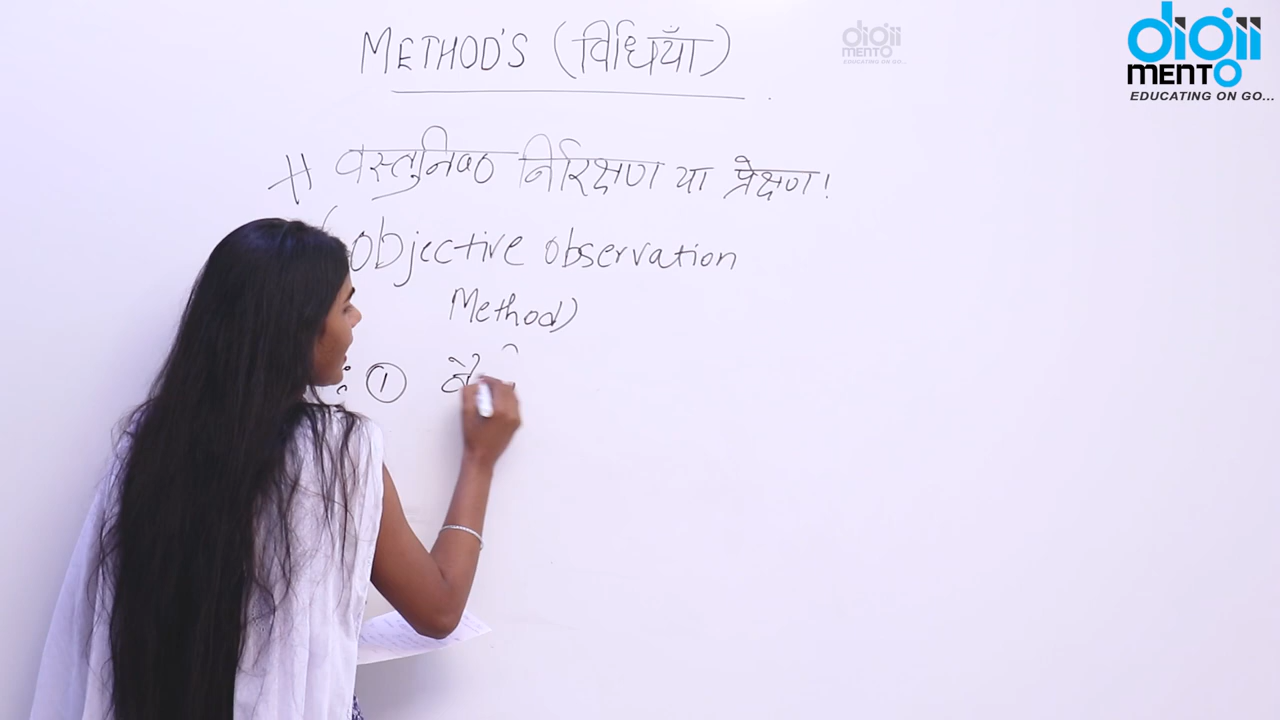 METHOD'S (विधियाँ)
* वस्तुनिष्ठ निरिक्षण या प्रेक्षण!
(objective observation
Method)
: ①
digii
MENTO
EDUCATING ON GO...
digii
MENTO
EDUCATING ON GO...